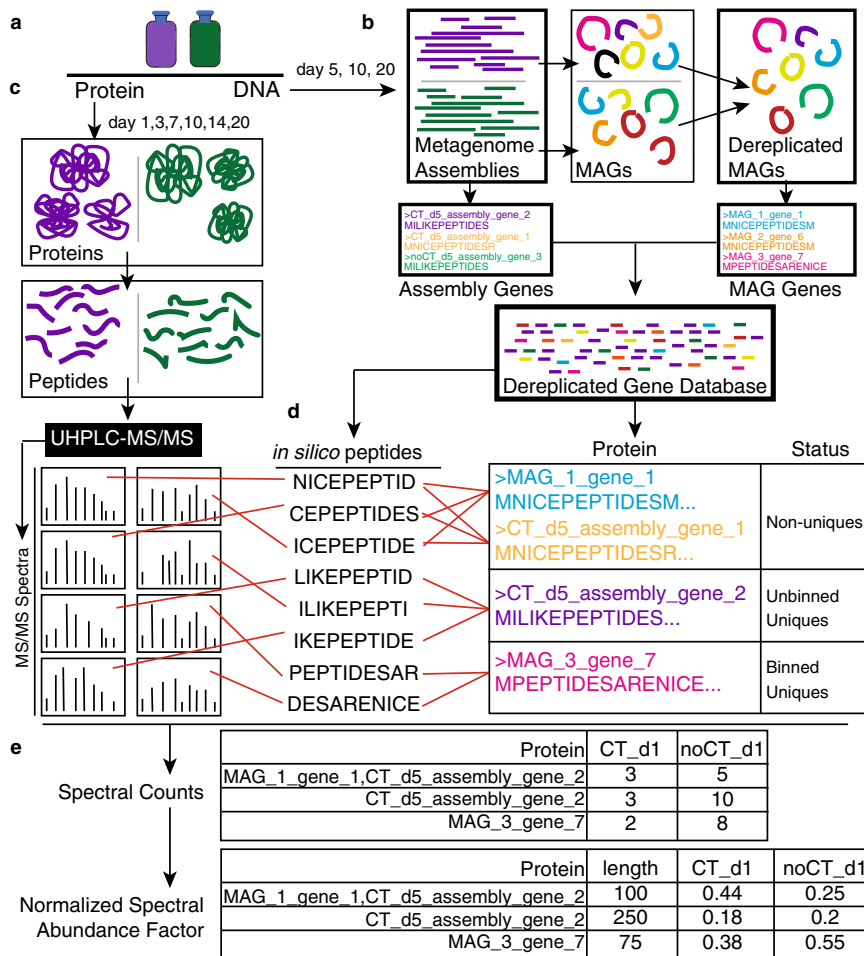 a
Protein
DNA
day 5, 10, 20
b
Metagenome
Assemblies
MAGs
Dereplicated
MAGs
>CT_d5_assembly_gene_2
MILIKEPEPTIDES
>CT_d5_assembly_gene_1
MNICEPEPTIDESR
>noCT_d5_assembly_gene_3
MILIKEPEPTIDES
Assembly Genes
>MAG_1_gene_1
MNICEPEPTIDESM
>MAG_2_gene_6
MNICEPEPTIDESM
>MAG_3_gene_7
MPEPTIDESARENICE
MAG Genes
Dereplicated Gene Database
c
day 1,3,7,10,14,20
Proteins
Peptides
UHPLC-MS/MS
MS/MS Spectra
d
in silico peptides
NICEPEPTID
CEPEPTIDES
ICEPEPTIDE
LIKEPEPTID
ILIKEPEPTI
IKEPEPTIDE
PEPTIDESAR
DESARENICE
Protein Status
>MAG_1_gene_1
MNICEPEPTIDESM...
>CT_d5_assembly_gene_1
MNICEPEPTIDESR...
Non-uniques
>CT_d5_assembly_gene_2
MILIKEPEPTIDES...
Unbinned
Uniques
>MAG_3_gene_7
MPEPTIDESARENICE...
Binned
Uniques
e
Spectral Counts
Protein CT_d1 noCT_d1
MAG_1_gene_1,CT_d5_assembly_gene_2 3 5
CT_d5_assembly_gene_2 3 10
MAG_3_gene_7 2 8
Normalized Spectral
Abundance Factor
Protein length CT_d1 noCT_d1
MAG_1_gene_1,CT_d5_assembly_gene_2 100 0.44 0.25
CT_d5_assembly_gene_2 250 0.18 0.2
MAG_3_gene_7 75 0.38 0.55